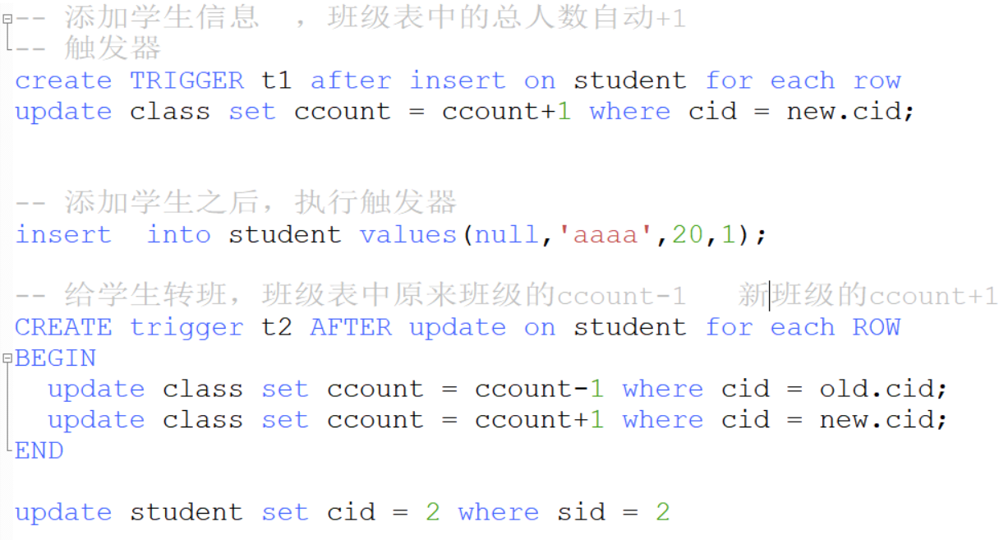 -- 添加学生信息 ，班级表中的总人数自动+1
-- 触发器
create TRIGGER t1 after insert on student for each row
update class set ccount = ccount+1 where cid = new.cid;
-- 添加学生之后，执行触发器
insert  into student values(null,'aaaa',20,1);
-- 给学生转班，班级表中原来班级的ccount-1   新班级的ccount+1
CREATE trigger t2 AFTER update on student for each ROW
BEGIN
  update class set ccount = ccount-1 where cid = old.cid;
  update class set ccount = ccount+1 where cid = new.cid;
END
update student set cid = 2 where sid = 2